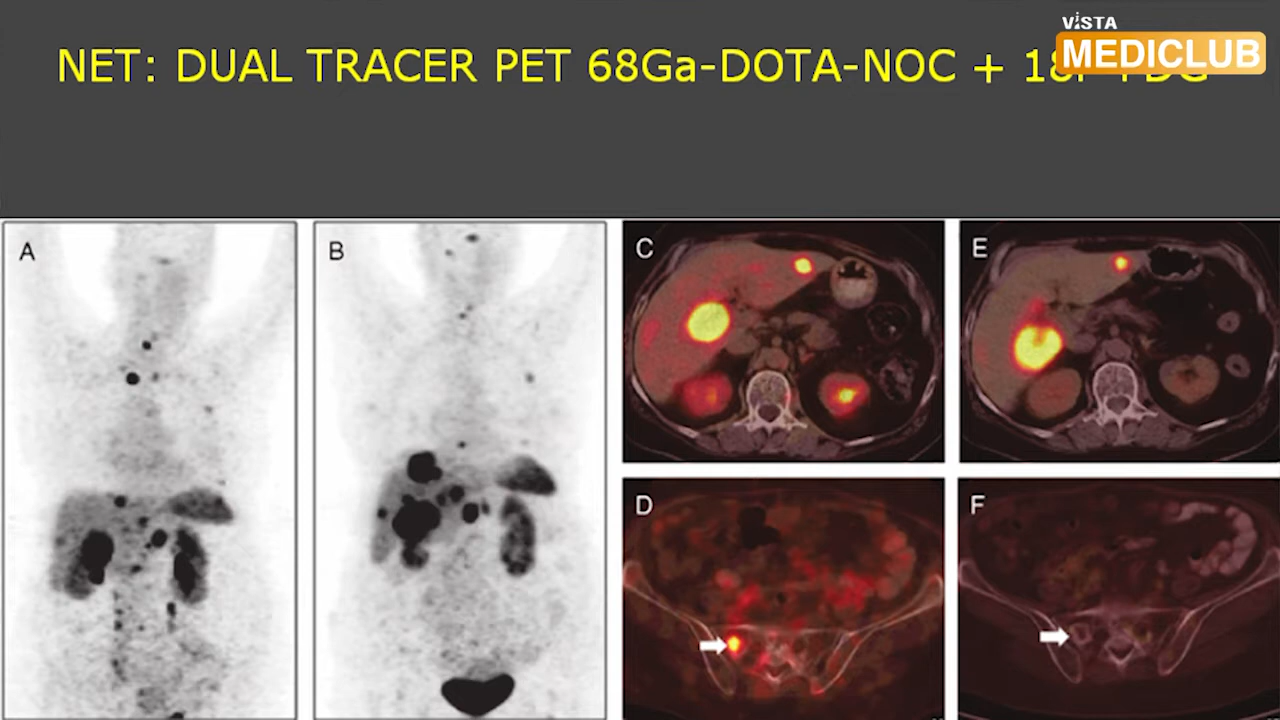 VISTA
MEDICLUB
NET: DUAL TRACER PET 68Ga-DOTA-NOC +
A
B
C
E
D
F